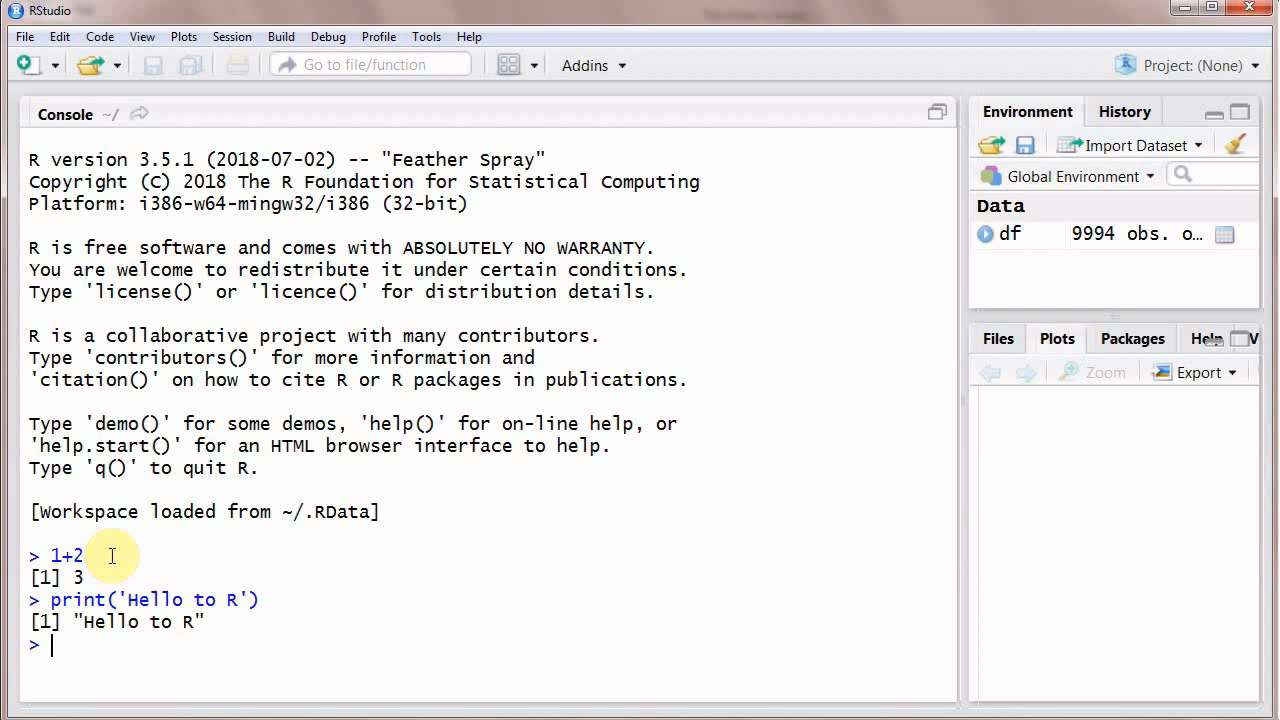 RStudio
File Edit Code View Plots Session Build Debug Profile Tools Help
Go to file/function Addins Project: (None)
Console ~/
R version 3.5.1 (2018-07-02) -- "Feather Spray"
Copyright (C) 2018 The R Foundation for Statistical Computing
Platform: i386-w64-mingw32/i386 (32-bit)
R is free software and comes with ABSOLUTELY NO WARRANTY.
You are welcome to redistribute it under certain conditions.
Type 'license()' or 'licence()' for distribution details.
R is a collaborative project with many contributors.
Type 'contributors()' for more information and
'citation()' on how to cite R or R packages in publications.
Type 'demo()' for some demos, 'help()' for on-line help, or
'help.start()' for an HTML browser interface to help.
Type 'q()' to quit R.
[Workspace loaded from ~/.RData]
> 1+2
[1] 3
> print('Hello to R')
[1] "Hello to R"
>
Environment History
Import Dataset
Global Environment
Data
df 9994 obs. o...
Files Plots Packages Help V
Zoom Export